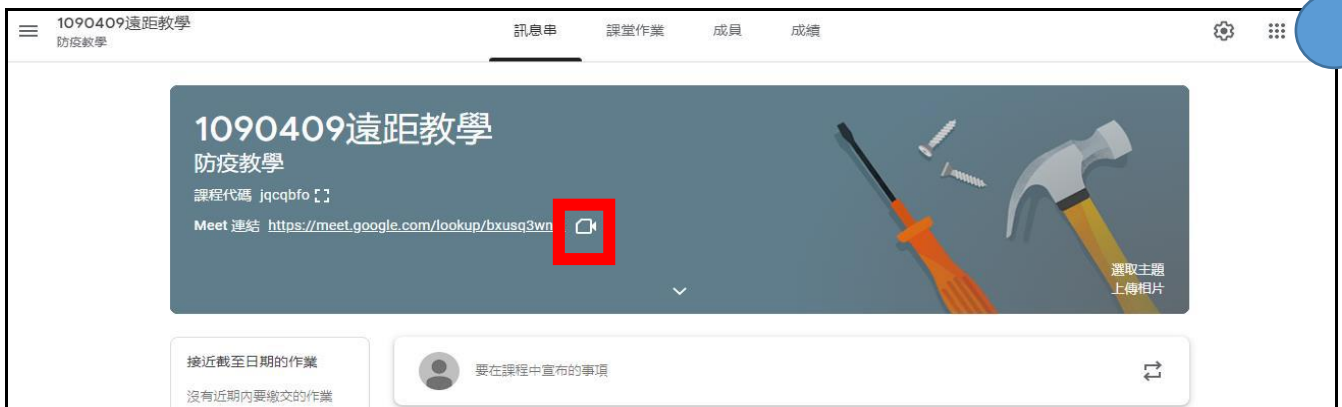 1090409遠距教學
防疫教學
訊息串 課堂作業 成員 成績
1090409遠距教學
防疫教學
課程代碼 jqcqbfo
Meet 連結 https://meet.google.com/lookup/bxusq3wn
選取主題
上傳相片
接近截至日期的作業
沒有近期內要繳交的作業
要在課程中宣布的事項